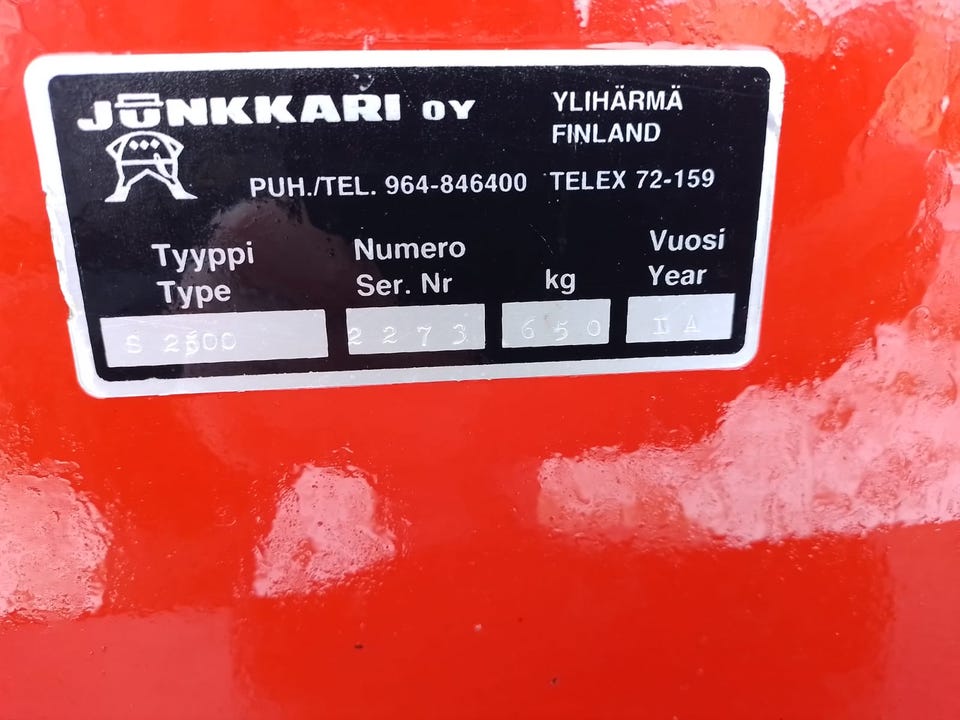 JUNKKARI OY
YLIHÄRMÄ
FINLAND
PUH./TEL. 964-846400 TELEX 72-159
Tyyppi Numero Vuosi
Type Ser. Nr kg Year
S 2500 2273 650 IA